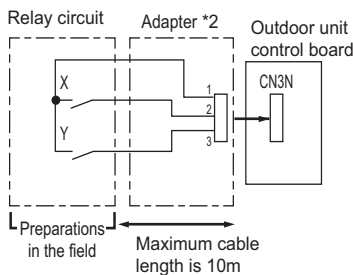 Relay circuit
Adapter *2
Outdoor unit
control board
X
Y
1
2
3
CN3N
Preparations
in the field
Maximum cable
length is 10m